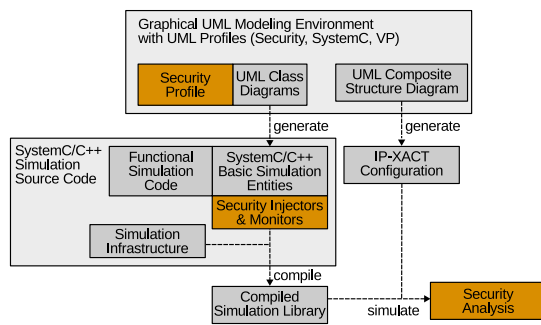 Graphical UML Modeling Environment
with UML Profiles (Security, SystemC, VP)
Security
Profile
UML Class
Diagrams
UML Composite
Structure Diagram
generate
generate
SystemC/C++
Simulation
Source Code
Functional
Simulation
Code
SystemC/C++
Basic Simulation
Entities
IP-XACT
Configuration
Security Injectors
& Monitors
Simulation
Infrastructure
compile
Compiled
Simulation Library
simulate
Security
Analysis